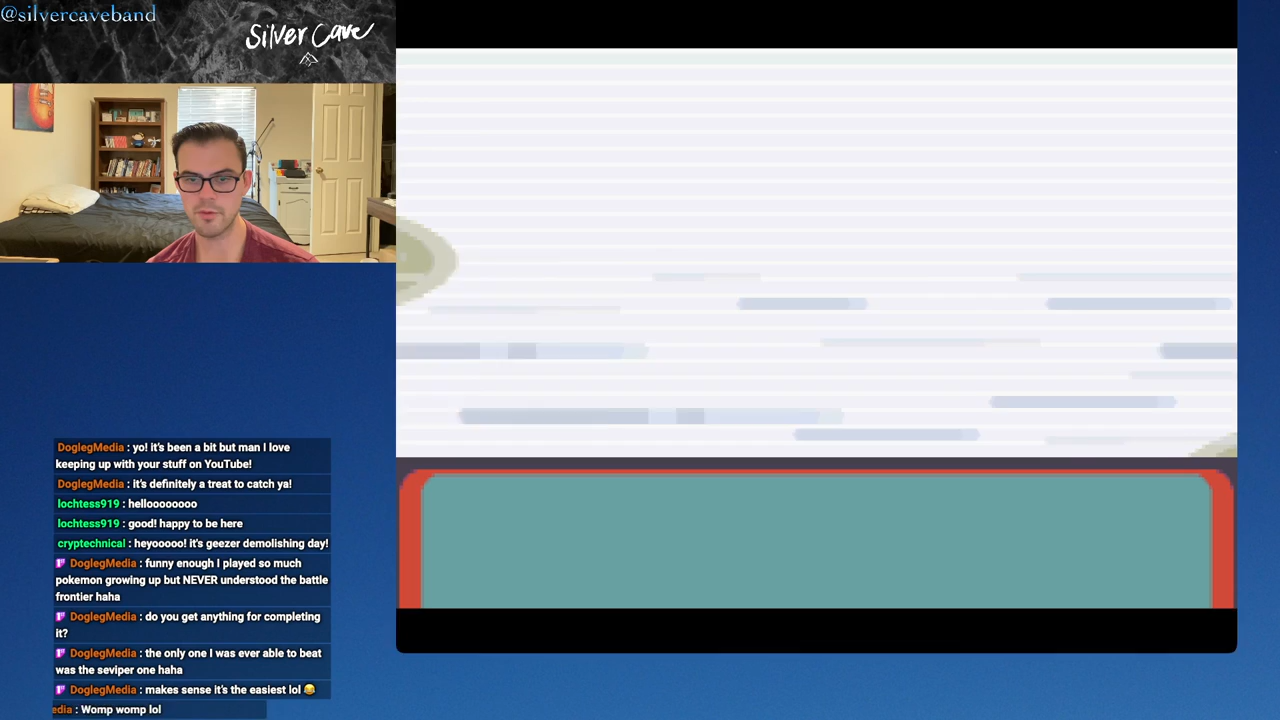 @silvercaveband
Silver Cave
DoglegMedia : yo! it's been a bit but man I love
keeping up with your stuff on YouTube!
DoglegMedia : it's definitely a treat to catch ya!
lochtess919 : helloooooooo
lochtess919 : good! happy to be here
cryptechnical : heyooooo! it's geezer demolishing day!
DoglegMedia : funny enough I played so much
pokemon growing up but NEVER understood the battle
frontier haha
DoglegMedia : do you get anything for completing
it?
DoglegMedia : the only one I was ever able to beat
was the seviper one haha
DoglegMedia : makes sense it's the easiest lol 😂
edia : Womp womp lol